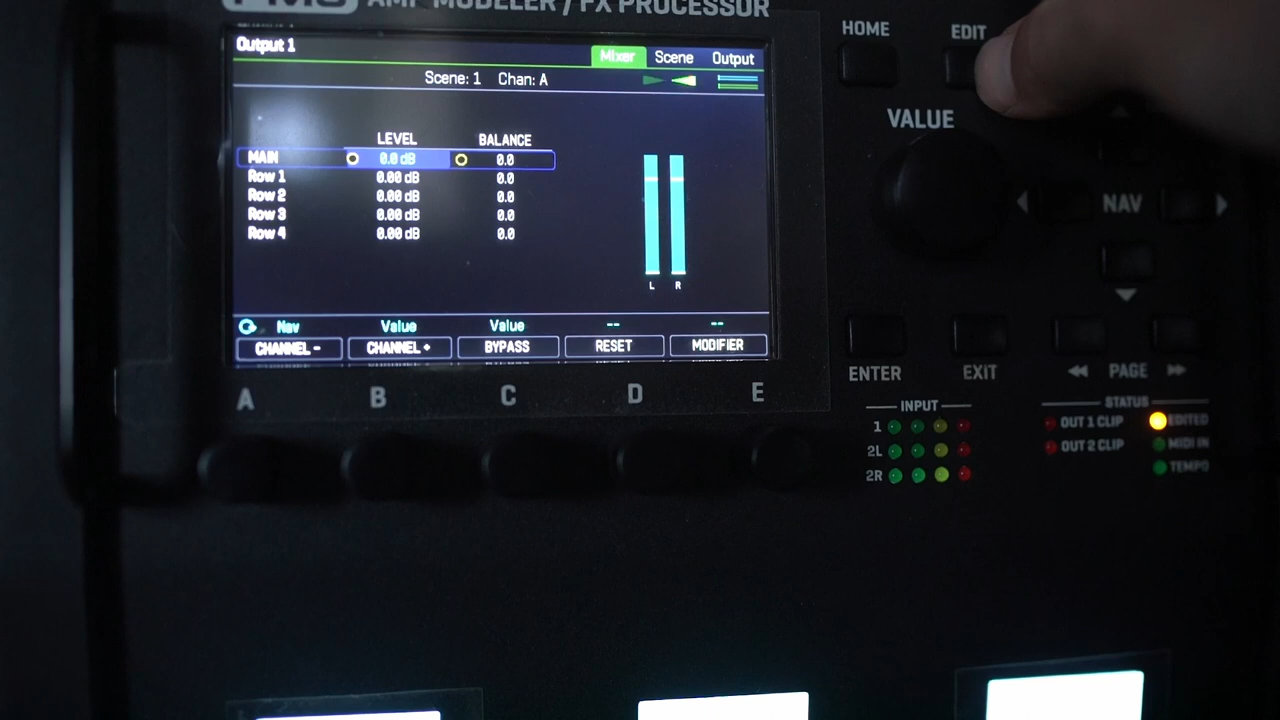 FM3 AMP MODELER / FX PROCESSOR
Output 1
Mixer Scene Output
Scene: 1 Chan: A
LEVEL BALANCE
MAIN 0.0 dB 0.0
Row 1 0.00 dB 0.0
Row 2 0.00 dB 0.0
Row 3 0.00 dB 0.0
Row 4 0.00 dB 0.0
L R
Nav Value Value -- --
CHANNEL - CHANNEL + BYPASS RESET MODIFIER
A B C D E
HOME EDIT
VALUE
NAV
ENTER EXIT PAGE
INPUT
1
2L
2R
STATUS
OUT 1 CLIP EDITED
OUT 2 CLIP MIDI IN
TEMPO